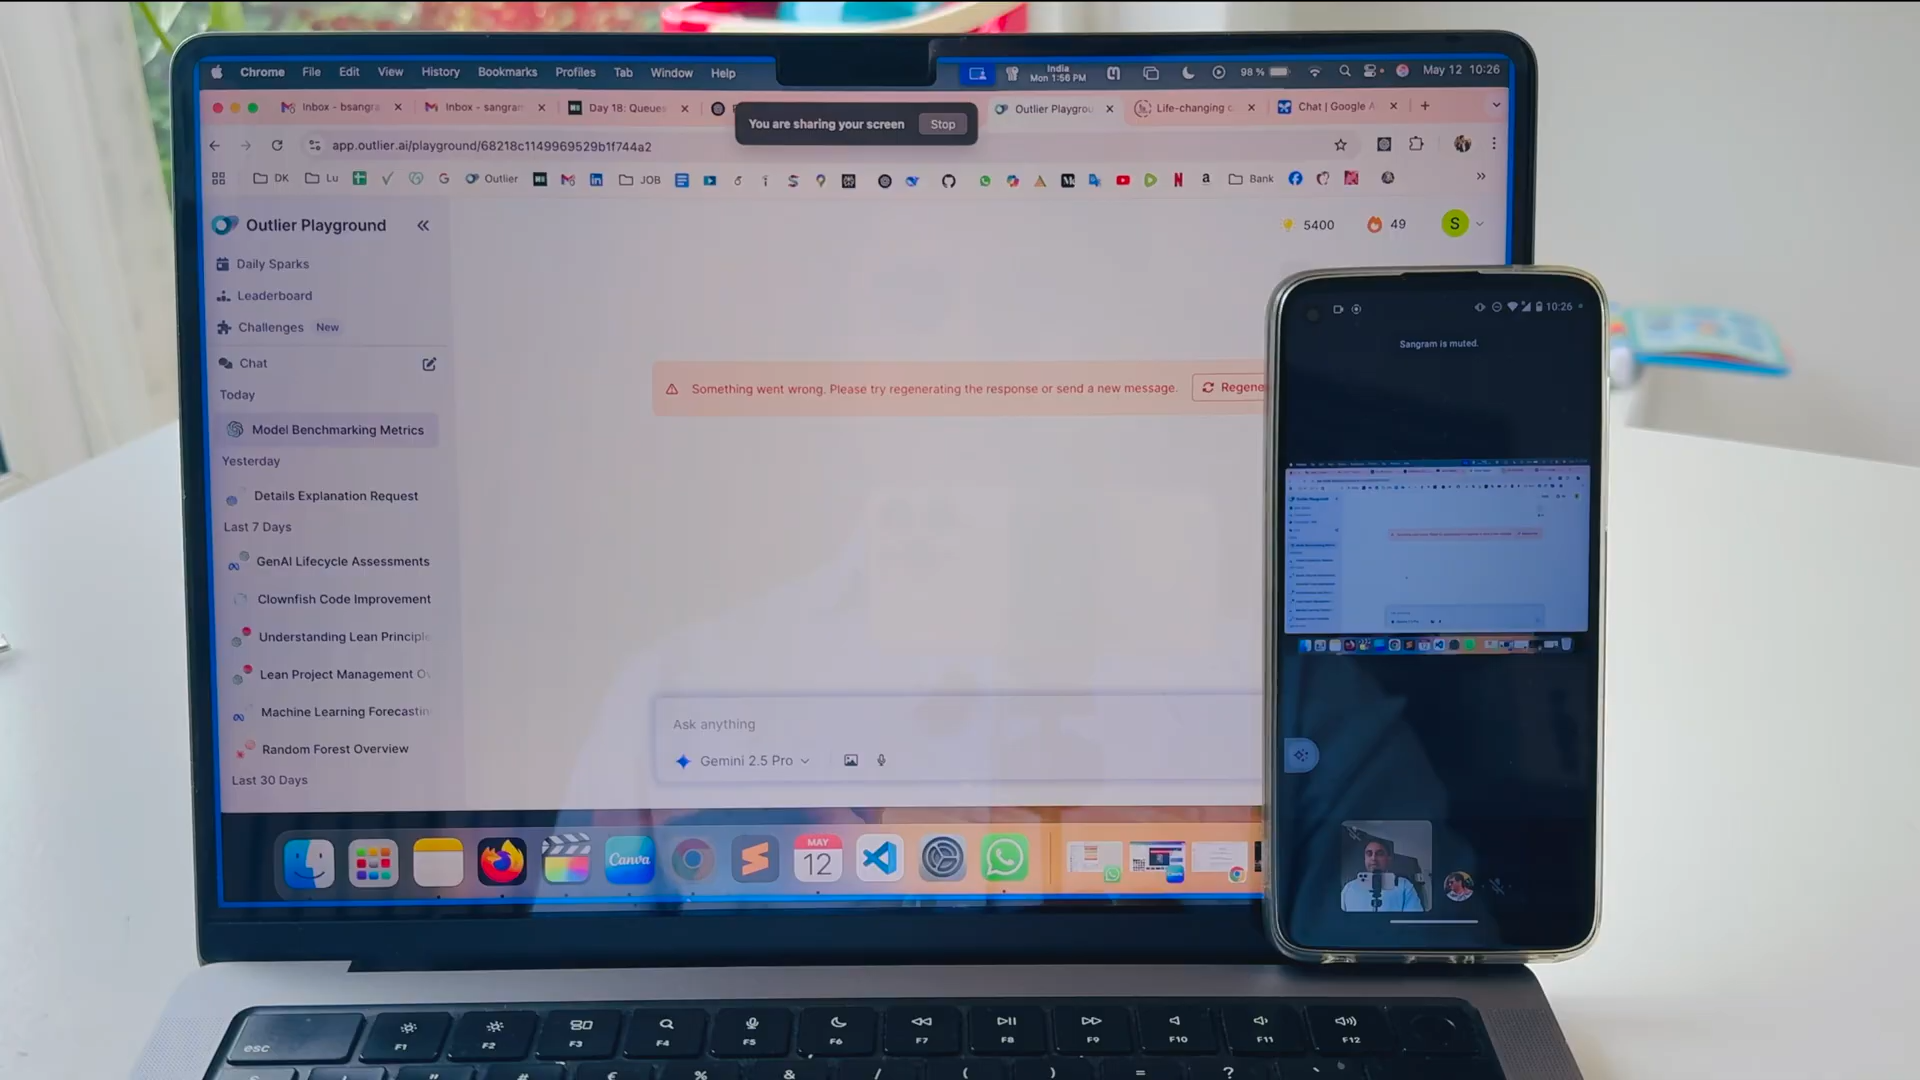 Chrome File Edit View History Bookmarks Profiles Tab Window Help
India
Mon 1:56 PM
98 %
May 12 10:26
Inbox - bsangra
Inbox - sangram
Day 18: Queues
Outlier Playgrou
Life-changing c
Chat | Google A
You are sharing your screen Stop
app.outlier.ai/playground/68218c1149969529b1f744a2
DK Lu G Outlier JOB Bank
Outlier Playground
5400 49 S
Daily Sparks
Leaderboard
Challenges New
Chat
Today
Model Benchmarking Metrics
Yesterday
Details Explanation Request
Last 7 Days
GenAI Lifecycle Assessments
Clownfish Code Improvement
Understanding Lean Principle
Lean Project Management Ov
Machine Learning Forecastin
Random Forest Overview
Last 30 Days
Something went wrong. Please try regenerating the response or send a new message. Regene
Ask anything
Gemini 2.5 Pro
Canva
MAY
12
10:26
Sangram is muted.
esc F1 F2 F3 F4 F5 F6 F7 F8 F9 F10 F11 F12
" # € % & / ( ) = ?